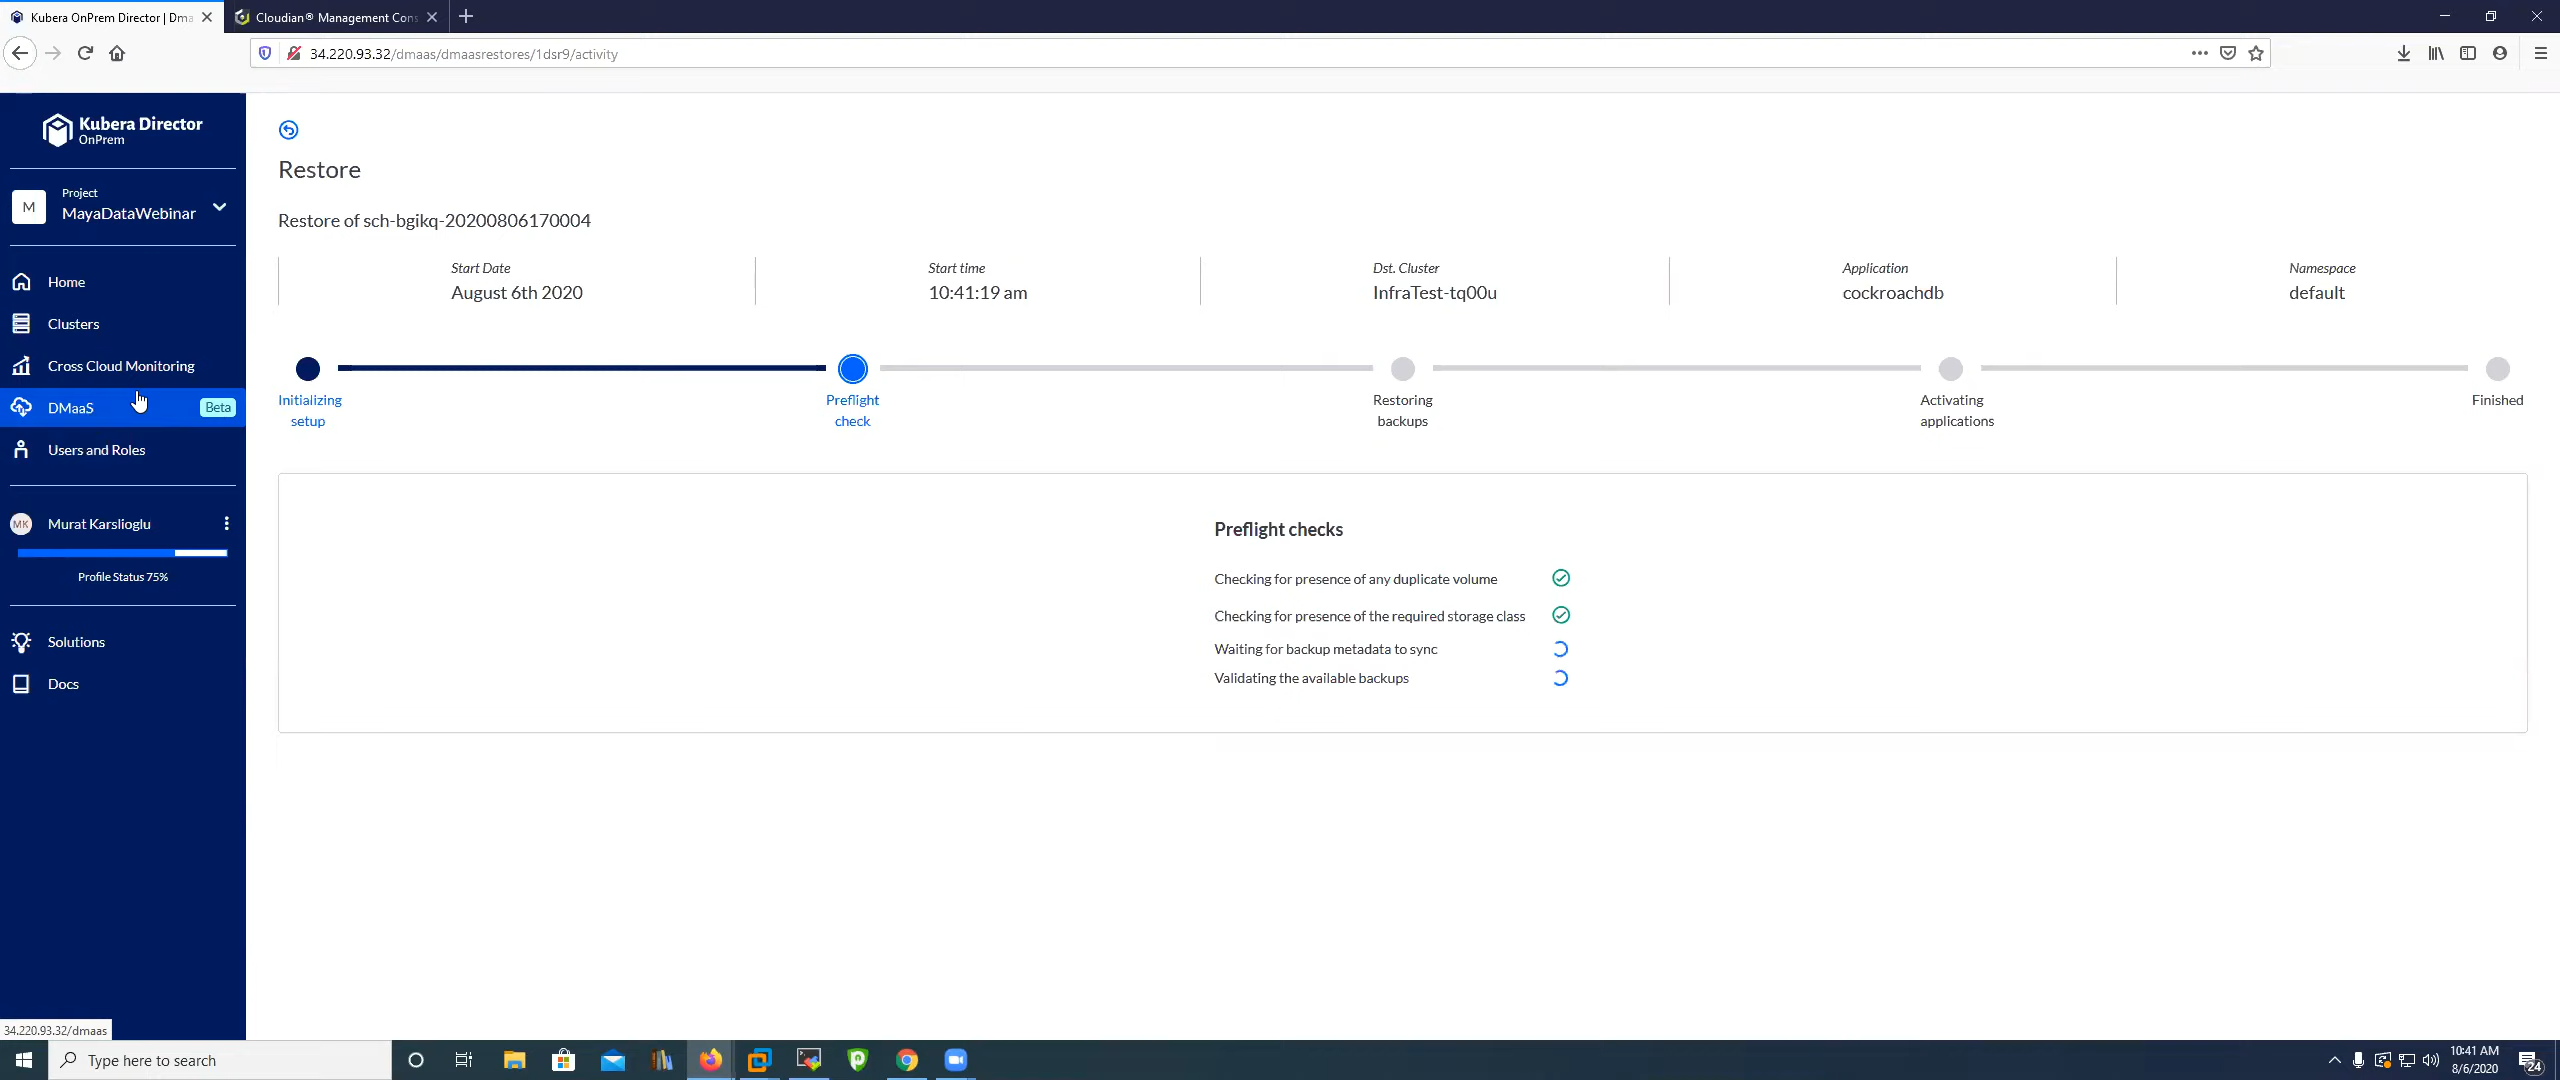 Kubera OnPrem Director | Dma
Cloudian® Management Cons
34.220.93.32/dmaas/dmaasrestores/1dsr9/activity
Kubera Director
OnPrem
M
Project
MayaDataWebinar
Home
Clusters
Cross Cloud Monitoring
DMaaS
Beta
Users and Roles
MK
Murat Karslioglu
Profile Status 75%
Solutions
Docs
34.220.93.32/dmaas
Restore
Restore of sch-bgikq-20200806170004
Start Date
August 6th 2020
Start time
10:41:19 am
Dst. Cluster
InfraTest-tq00u
Application
cockroachdb
Namespace
default
Initializing
setup
Preflight
check
Restoring
backups
Activating
applications
Finished
Preflight checks
Checking for presence of any duplicate volume
Checking for presence of the required storage class
Waiting for backup metadata to sync
Validating the available backups
Type here to search
10:41 AM
8/6/2020
24